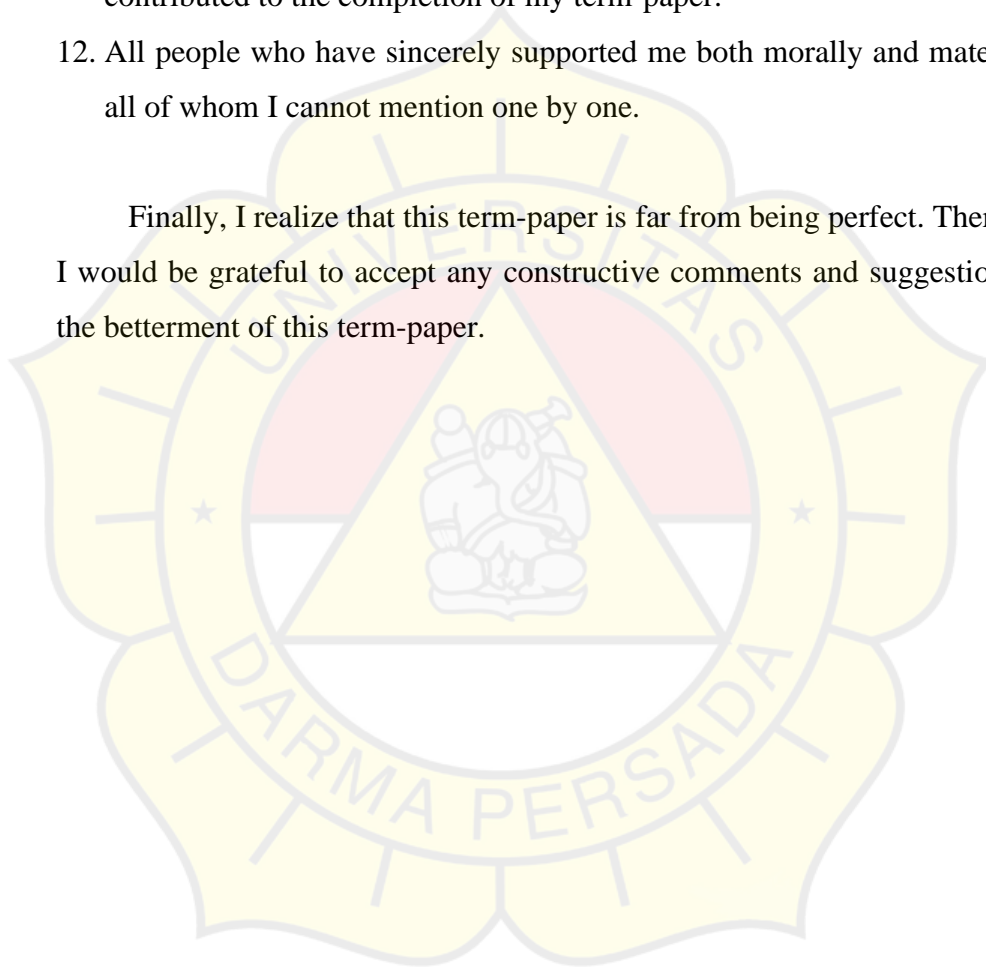 contributed to the completion of my term-paper.
12. All people who have sincerely supported me both morally and mate
all of whom I cannot mention one by one.
Finally, I realize that this term-paper is far from being perfect. Ther
I would be grateful to accept any constructive comments and suggestio
the betterment of this term-paper.
UNIVERSITAS
DARMA PERSADA